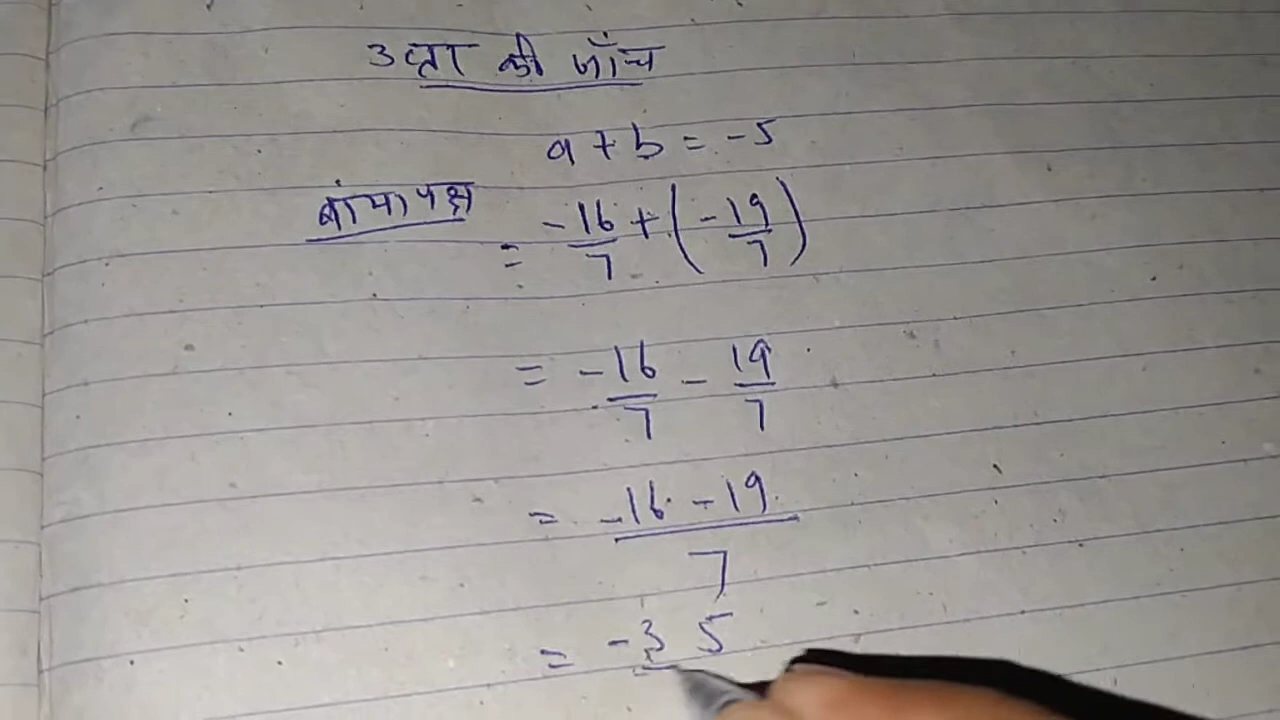 उत्तर की जाँच
a + b = -5
बांयापक्ष = -16/7 + (-19/7)
= -16/7 - 19/7
= -16 - 19/7
= -35